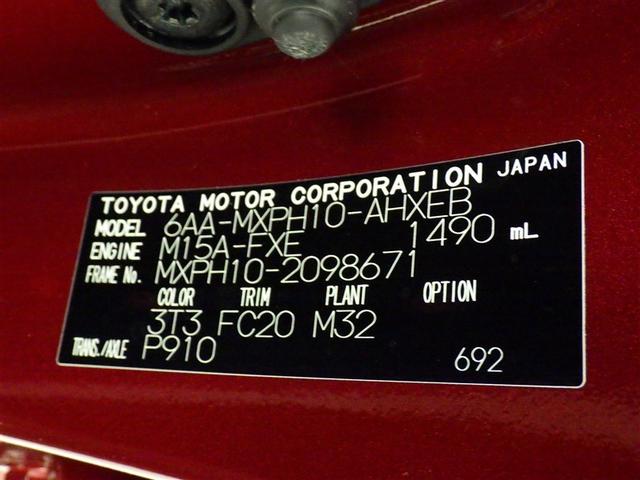 TOYOTA MOTOR CORPORATION JAPAN
MODEL 6AA-MXPH10-AHXEB
ENGINE M15A-FXE 1490 mL
FRAME No. MXPH10-2098671
COLOR TRIM PLANT OPTION
3T3 FC20 M32
TRANS./AXLE P910 692